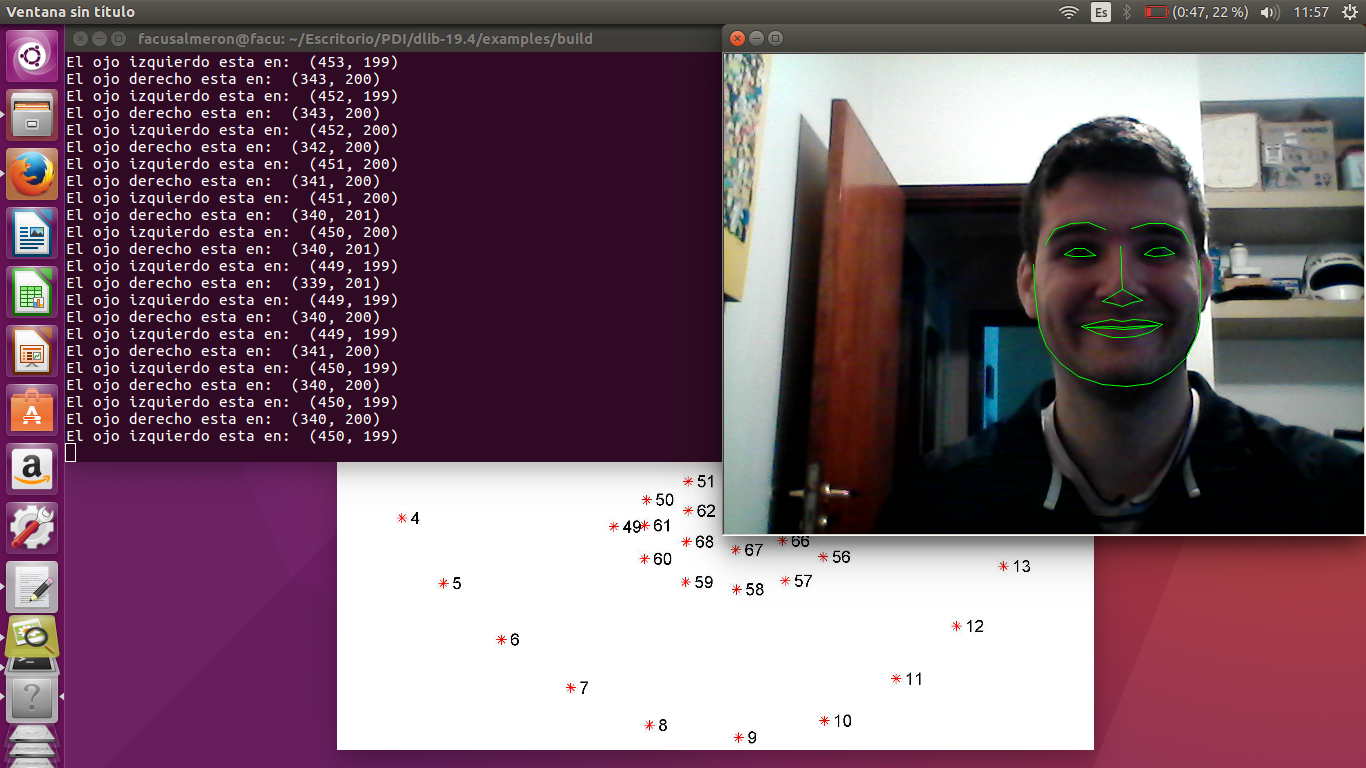 Ventana sin título
Es
(0:47, 22 %)
11:57
facusalmeron@facu: ~/Escritorio/PDI/dlib-19.4/examples/build
El ojo izquierdo esta en:  (453, 199)
El ojo derecho esta en:  (343, 200)
El ojo izquierdo esta en:  (452, 199)
El ojo derecho esta en:  (343, 200)
El ojo izquierdo esta en:  (452, 200)
El ojo derecho esta en:  (342, 200)
El ojo izquierdo esta en:  (451, 200)
El ojo derecho esta en:  (341, 200)
El ojo izquierdo esta en:  (451, 200)
El ojo derecho esta en:  (340, 201)
El ojo izquierdo esta en:  (450, 200)
El ojo derecho esta en:  (340, 201)
El ojo izquierdo esta en:  (449, 199)
El ojo derecho esta en:  (339, 201)
El ojo izquierdo esta en:  (449, 199)
El ojo derecho esta en:  (340, 200)
El ojo izquierdo esta en:  (449, 199)
El ojo derecho esta en:  (341, 200)
El ojo izquierdo esta en:  (450, 199)
El ojo derecho esta en:  (340, 200)
El ojo izquierdo esta en:  (450, 199)
El ojo derecho esta en:  (340, 200)
El ojo izquierdo esta en:  (450, 199)
51
50
62
4
49
61
68
67
66
60
56
13
5
59
58
57
6
12
7
11
8
10
9
a